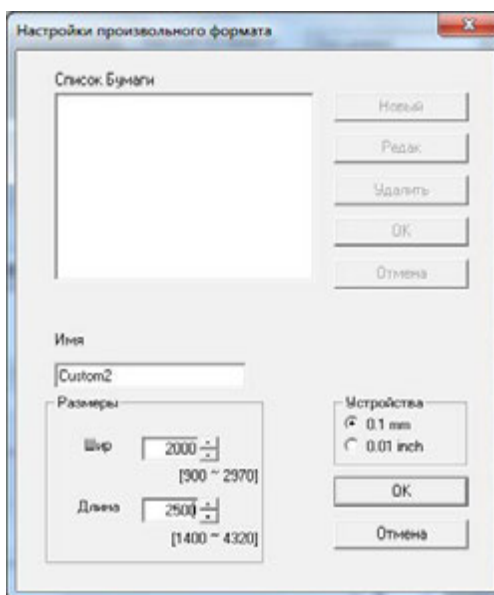 Настройки произвольного формата
Список Бумаги
Новый
Редак
Удалить
OK
Отмена
Имя
Custom2
Размеры
Шир 2000
[900 ~ 2970]
Длина 2500
[1400 ~ 4320]
Устройства
0.1 mm
0.01 inch
OK
Отмена